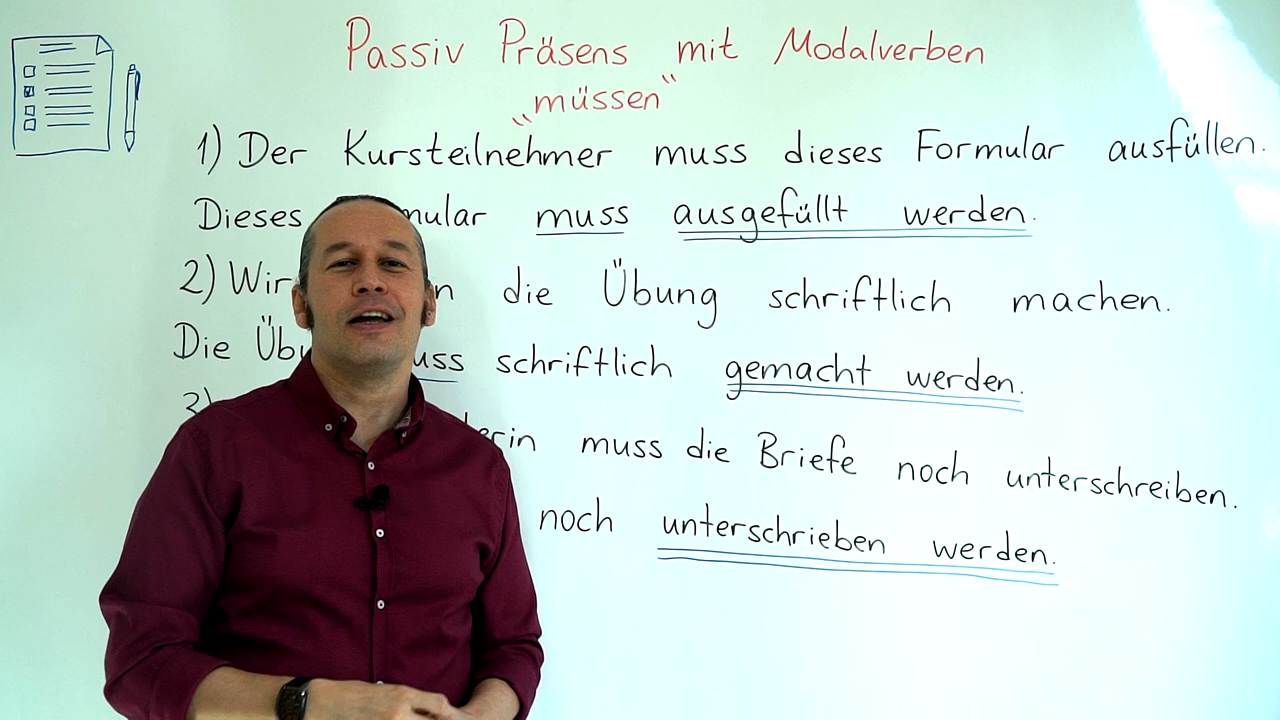 Passiv Präsens mit Modalverben
"müssen"
1) Der Kursteilnehmer muss dieses Formular ausfüllen.
Dieses mular muss ausgefüllt werden.
2) Wir n die Übung schriftlich machen.
Die Übu uss schriftlich gemacht werden.
3) erin muss die Briefe noch unterschreiben.
noch unterschrieben werden.